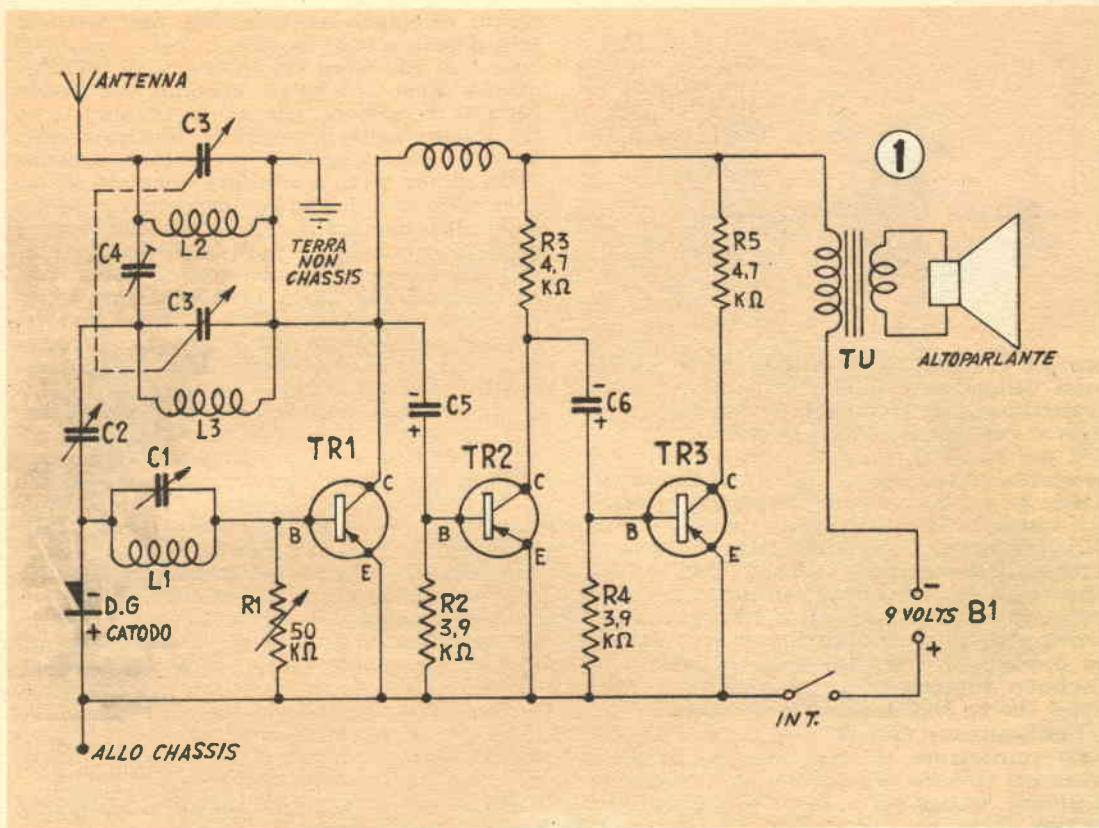 ANTENNA
C3
1
L2
C4
TERRA
NON
CHASSIS
R3
4,7
KΩ
R5
4,7
KΩ
C3
TU
ALTOPARLANTE
L3
C2
C5
-
+
C6
-
+
C1
TR1
TR2
TR3
C
B
E
C
B
E
C
B
E
L1
D.G
-
+ CATODO
R1
50
KΩ
R2
3,9
KΩ
R4
3,9
KΩ
-
9 VOLTS B1
+
INT.
ALLO CHASSIS